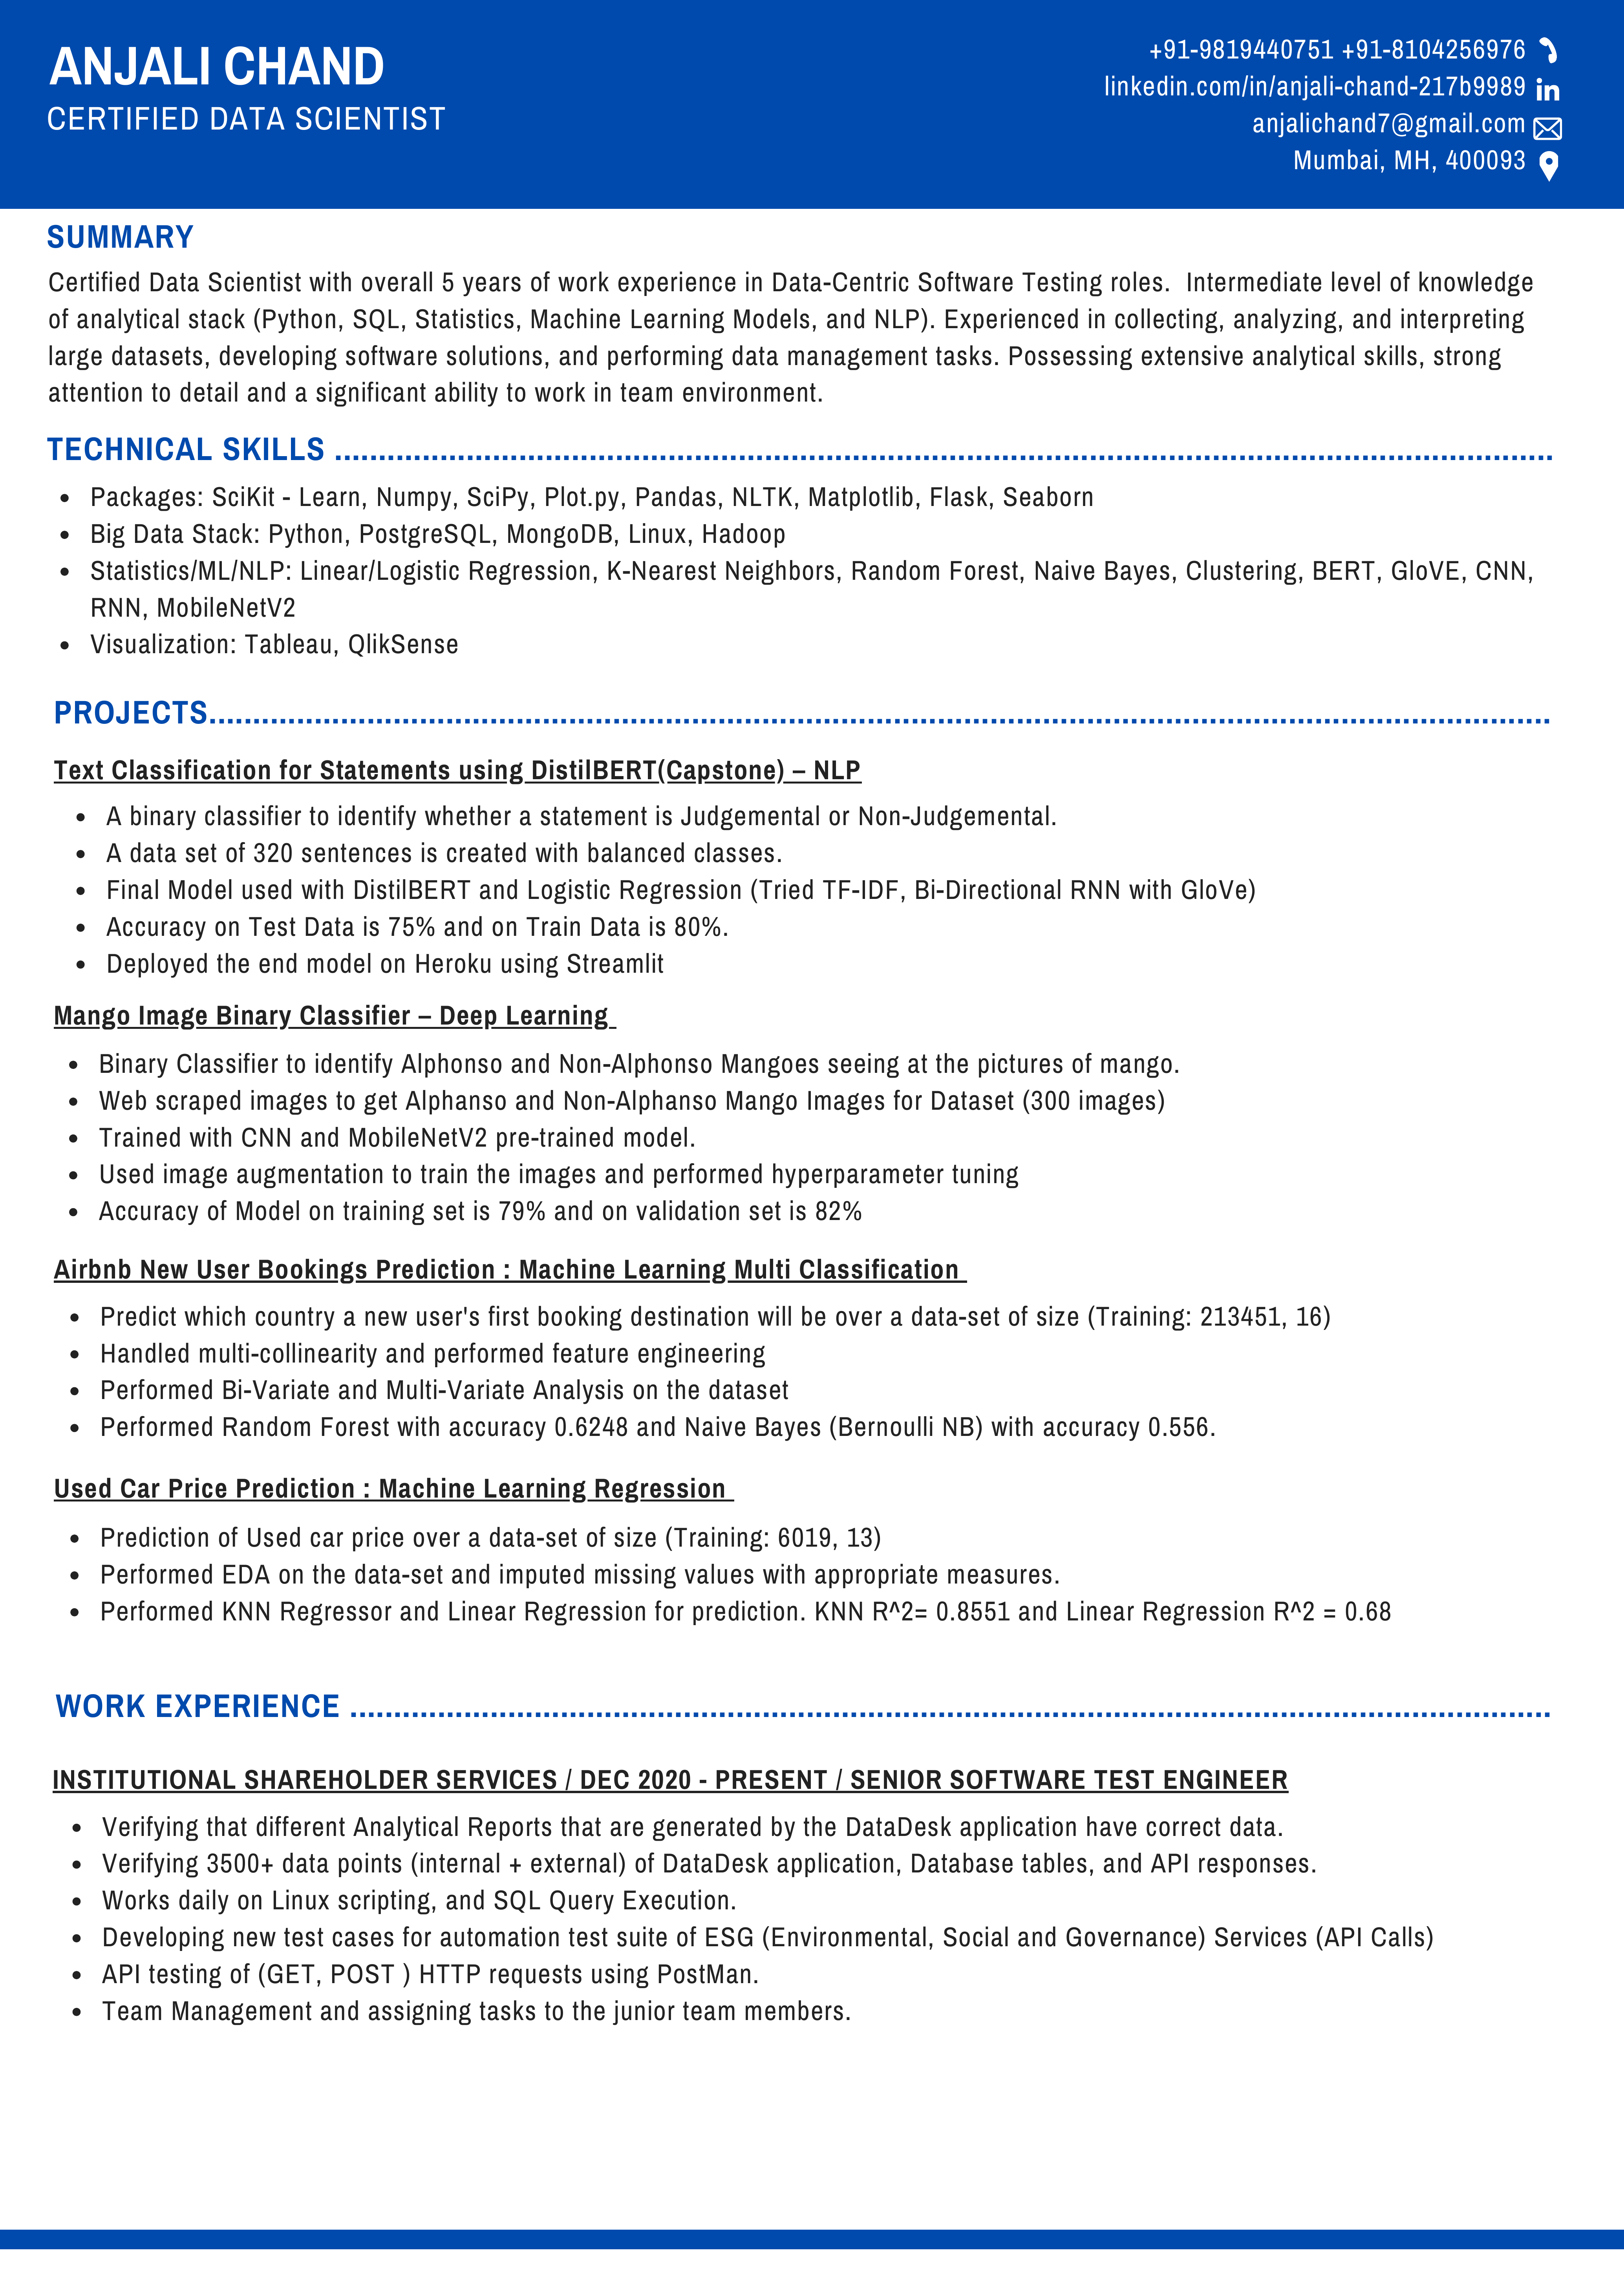 ANJALI CHAND
CERTIFIED DATA SCIENTIST
+91-9819440751 +91-8104256976
linkedin.com/in/anjali-chand-217b9989
anjalichand7@gmail.com
Mumbai, MH, 400093
SUMMARY
Certified Data Scientist with overall 5 years of work experience in Data-Centric Software Testing roles.  Intermediate level of knowledge
of analytical stack (Python, SQL, Statistics, Machine Learning Models, and NLP). Experienced in collecting, analyzing, and interpreting
large datasets, developing software solutions, and performing data management tasks. Possessing extensive analytical skills, strong
attention to detail and a significant ability to work in team environment.
TECHNICAL SKILLS
• Packages: SciKit - Learn, Numpy, SciPy, Plot.py, Pandas, NLTK, Matplotlib, Flask, Seaborn
• Big Data Stack: Python, PostgreSQL, MongoDB, Linux, Hadoop
• Statistics/ML/NLP: Linear/Logistic Regression, K-Nearest Neighbors, Random Forest, Naive Bayes, Clustering, BERT, GloVE, CNN,
RNN, MobileNetV2
• Visualization: Tableau, QlikSense
PROJECTS
Text Classification for Statements using DistilBERT(Capstone) – NLP
• A binary classifier to identify whether a statement is Judgemental or Non-Judgemental.
• A data set of 320 sentences is created with balanced classes.
• Final Model used with DistilBERT and Logistic Regression (Tried TF-IDF, Bi-Directional RNN with GloVe)
• Accuracy on Test Data is 75% and on Train Data is 80%.
• Deployed the end model on Heroku using Streamlit
Mango Image Binary Classifier – Deep Learning
• Binary Classifier to identify Alphonso and Non-Alphonso Mangoes seeing at the pictures of mango.
• Web scraped images to get Alphanso and Non-Alphanso Mango Images for Dataset (300 images)
• Trained with CNN and MobileNetV2 pre-trained model.
• Used image augmentation to train the images and performed hyperparameter tuning
• Accuracy of Model on training set is 79% and on validation set is 82%
Airbnb New User Bookings Prediction : Machine Learning Multi Classification
• Predict which country a new user's first booking destination will be over a data-set of size (Training: 213451, 16)
• Handled multi-collinearity and performed feature engineering
• Performed Bi-Variate and Multi-Variate Analysis on the dataset
• Performed Random Forest with accuracy 0.6248 and Naive Bayes (Bernoulli NB) with accuracy 0.556.
Used Car Price Prediction : Machine Learning Regression
• Prediction of Used car price over a data-set of size (Training: 6019, 13)
• Performed EDA on the data-set and imputed missing values with appropriate measures.
• Performed KNN Regressor and Linear Regression for prediction. KNN R^2= 0.8551 and Linear Regression R^2 = 0.68
WORK EXPERIENCE
INSTITUTIONAL SHAREHOLDER SERVICES / DEC 2020 - PRESENT / SENIOR SOFTWARE TEST ENGINEER
• Verifying that different Analytical Reports that are generated by the DataDesk application have correct data.
• Verifying 3500+ data points (internal + external) of DataDesk application, Database tables, and API responses.
• Works daily on Linux scripting, and SQL Query Execution.
• Developing new test cases for automation test suite of ESG (Environmental, Social and Governance) Services (API Calls)
• API testing of (GET, POST ) HTTP requests using PostMan.
• Team Management and assigning tasks to the junior team members.